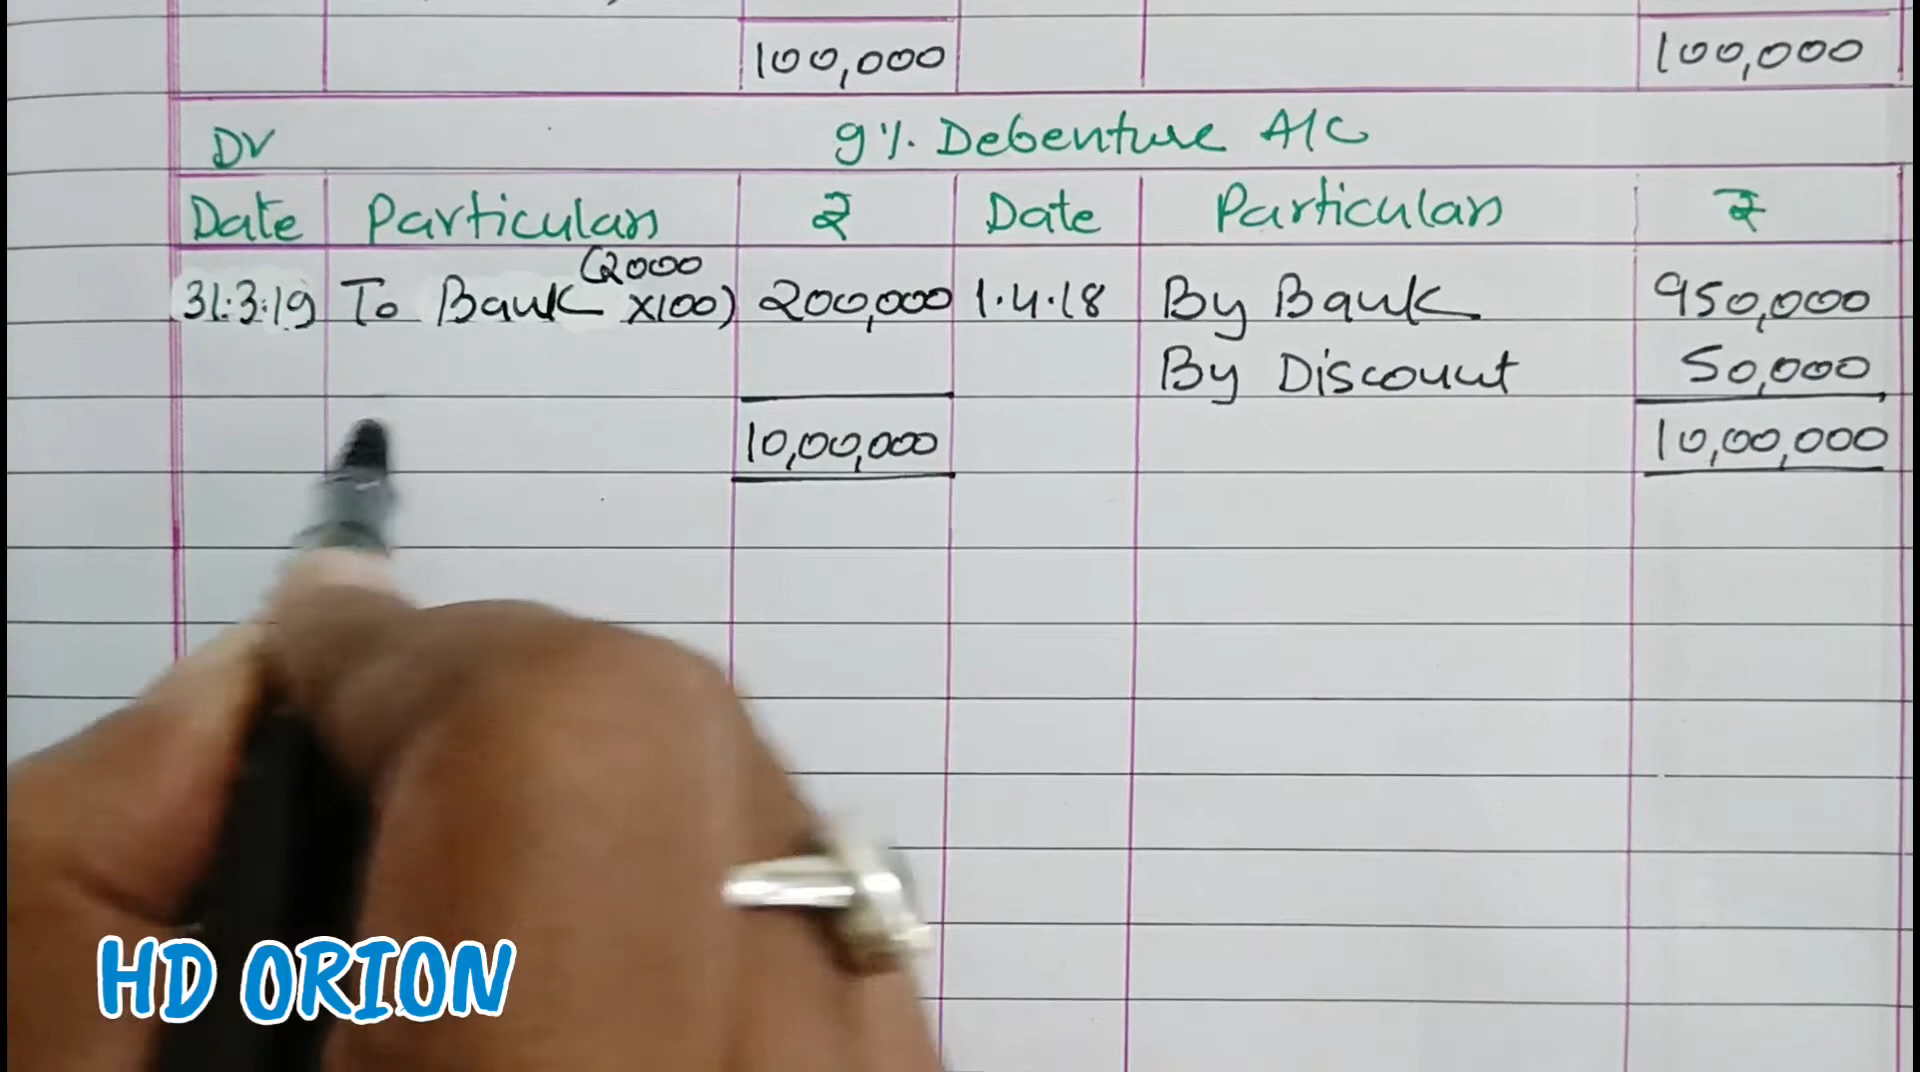 100,000 100,000
Dr 9% Debenture A/C
Date Particulars ₹ Date Particulars ₹
(2000
31.3.19 To Bank x100) 200,000 1.4.18 By Bank 950,000
By Discount 50,000
10,00,000 10,00,000
HD ORION